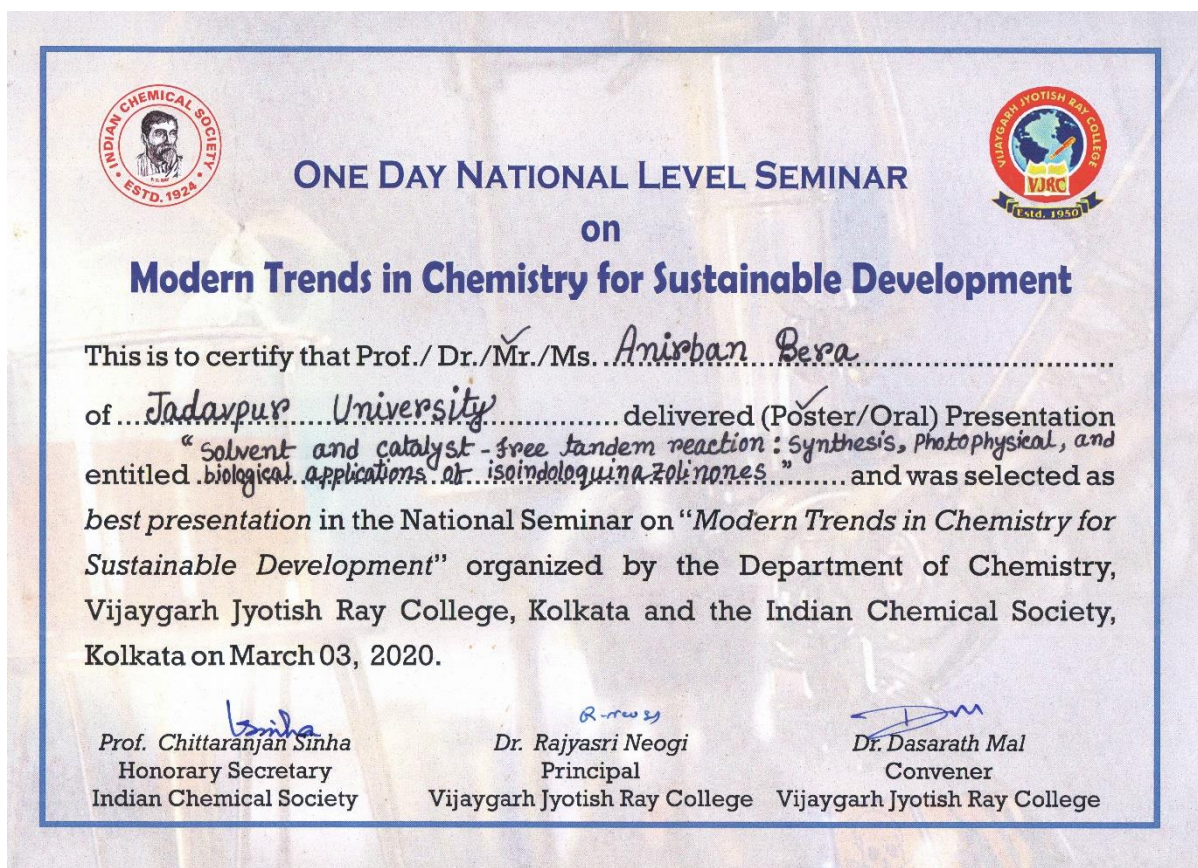 INDIAN CHEMICAL SOCIETY
ESTD. 1924
VIJAYGARH JYOTISH RAY COLLEGE
VJRC
Estd. 1950
ONE DAY NATIONAL LEVEL SEMINAR
on
Modern Trends in Chemistry for Sustainable Development
This is to certify that Prof./ Dr./Mr./Ms. Anirban Bera
of Jadavpur University delivered (Poster/Oral) Presentation
"Solvent and catalyst-free tandem reaction: Synthesis, Photophysical, and
entitled biological applications of isoindoloquinazolinones" and was selected as
best presentation in the National Seminar on "Modern Trends in Chemistry for
Sustainable Development" organized by the Department of Chemistry,
Vijaygarh Jyotish Ray College, Kolkata and the Indian Chemical Society,
Kolkata on March 03, 2020.
Prof. Chittaranjan Sinha
Honorary Secretary
Indian Chemical Society
Dr. Rajyasri Neogi
Principal
Vijaygarh Jyotish Ray College
Dr. Dasarath Mal
Convener
Vijaygarh Jyotish Ray College